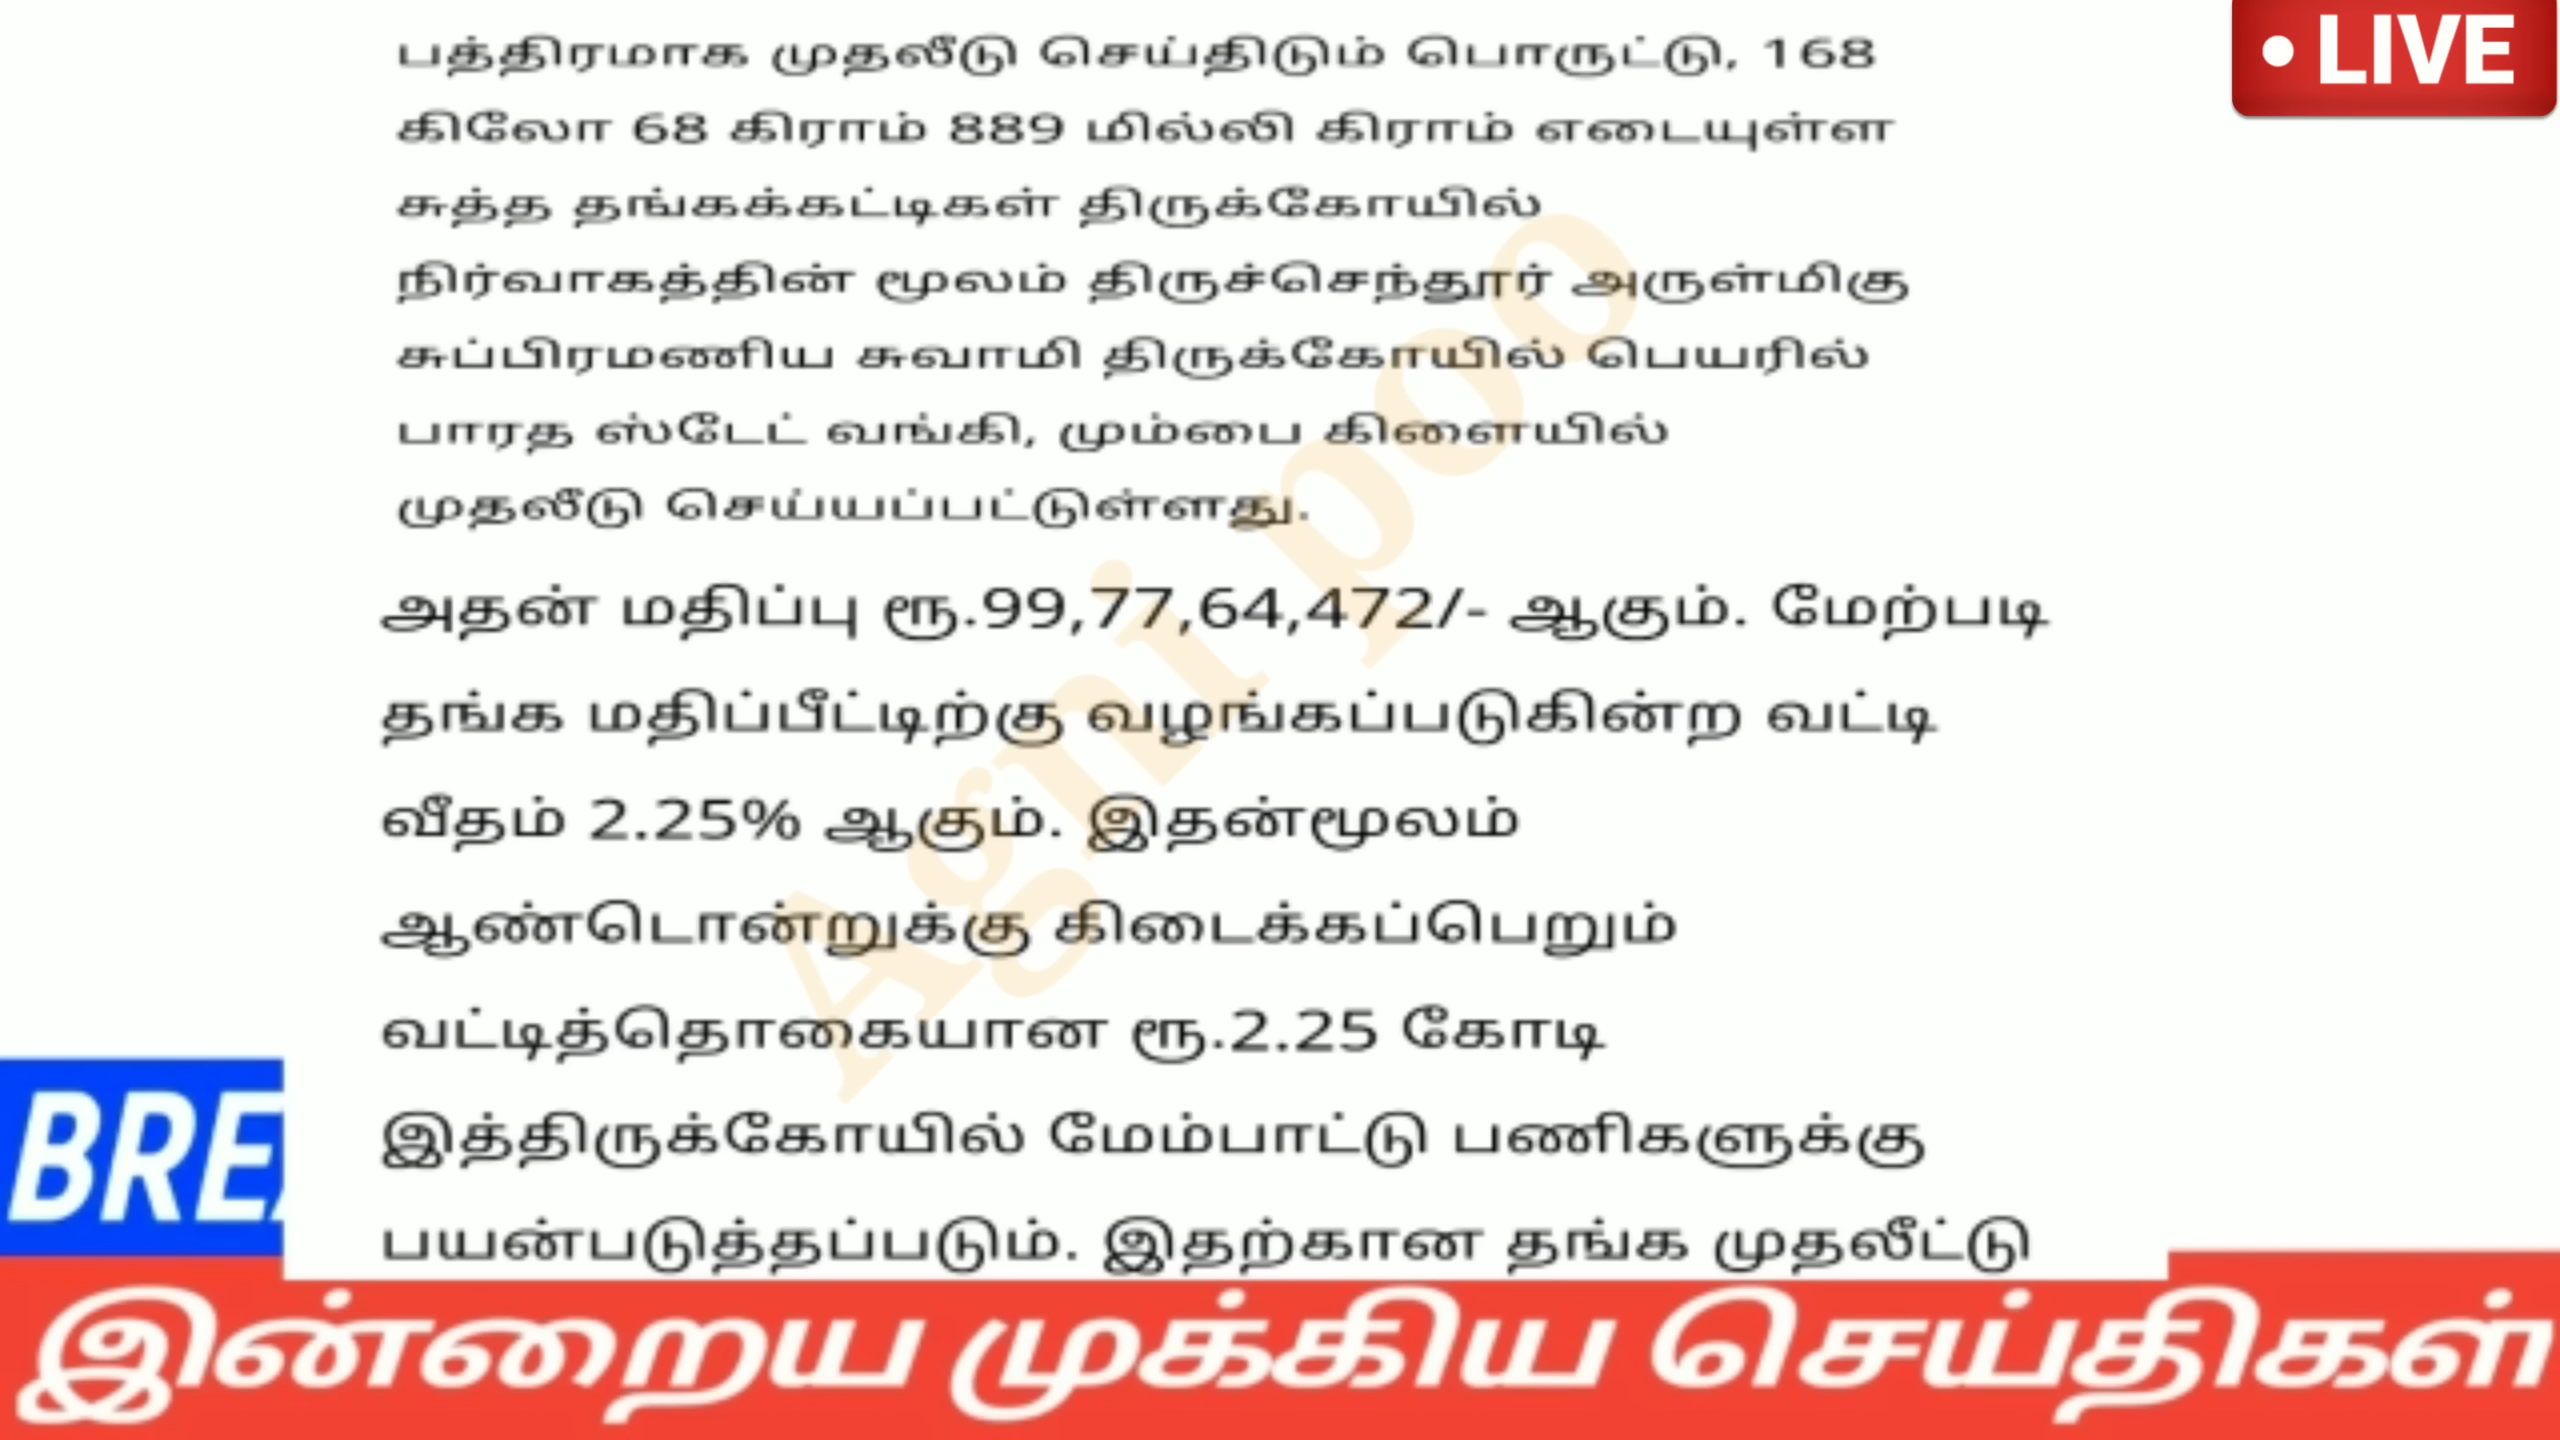 • LIVE
பத்திரமாக முதலீடு செய்திடும் பொருட்டு, 168
கிலோ 68 கிராம் 889 மில்லி கிராம் எடையுள்ள
சுத்த தங்கக்கட்டிகள் திருக்கோயில்
நிர்வாகத்தின் மூலம் திருச்செந்தூர் அருள்மிகு
சுப்பிரமணிய சுவாமி திருக்கோயில் பெயரில்
பாரத ஸ்டேட் வங்கி, மும்பை கிளையில்
முதலீடு செய்யப்பட்டுள்ளது.
அதன் மதிப்பு ரூ.99,77,64,472/- ஆகும். மேற்படி
தங்க மதிப்பீட்டிற்கு வழங்கப்படுகின்ற வட்டி
வீதம் 2.25% ஆகும். இதன்மூலம்
ஆண்டொன்றுக்கு கிடைக்கப்பெறும்
வட்டித்தொகையான ரூ.2.25 கோடி
இத்திருக்கோயில் மேம்பாட்டு பணிகளுக்கு
பயன்படுத்தப்படும். இதற்கான தங்க முதலீட்டு
Agni poo
BREA
இன்றைய முக்கிய செய்திகள்